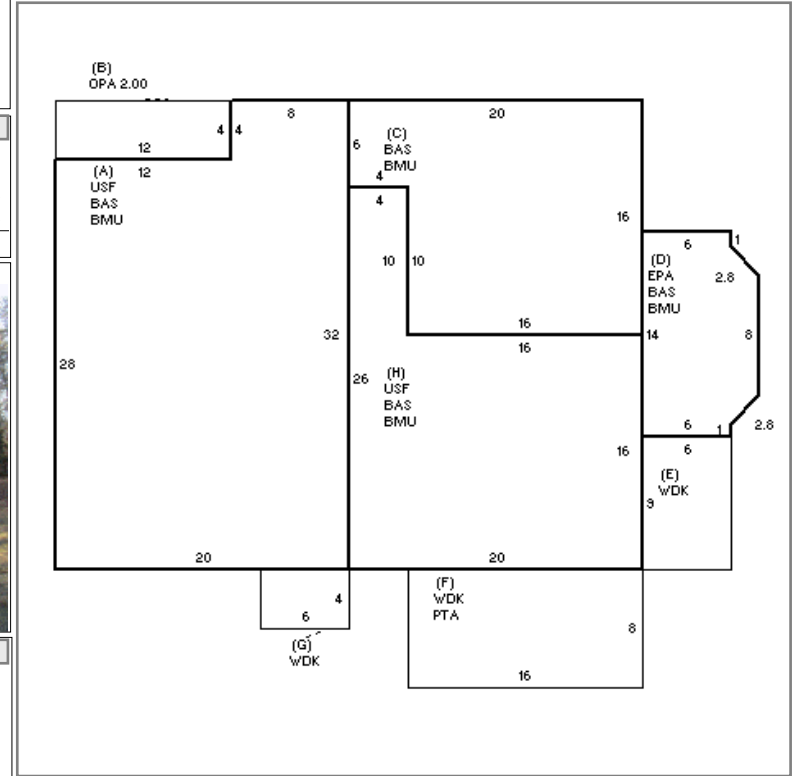 (B)
OPA 2.00
8
20
4 4
6
(C)
BAS
BMU
12
12
(A)
USF
BAS
BMU
4
4
16
6
1
(D)
EPA
BAS
BMU
2.8
10 10
16
16
28
32
14
8
26
(H)
USF
BAS
BMU
6
1
2.8
6
16
(E)
WDK
9
20
20
4
6
(G)
WDK
(F)
WDK
PTA
8
16